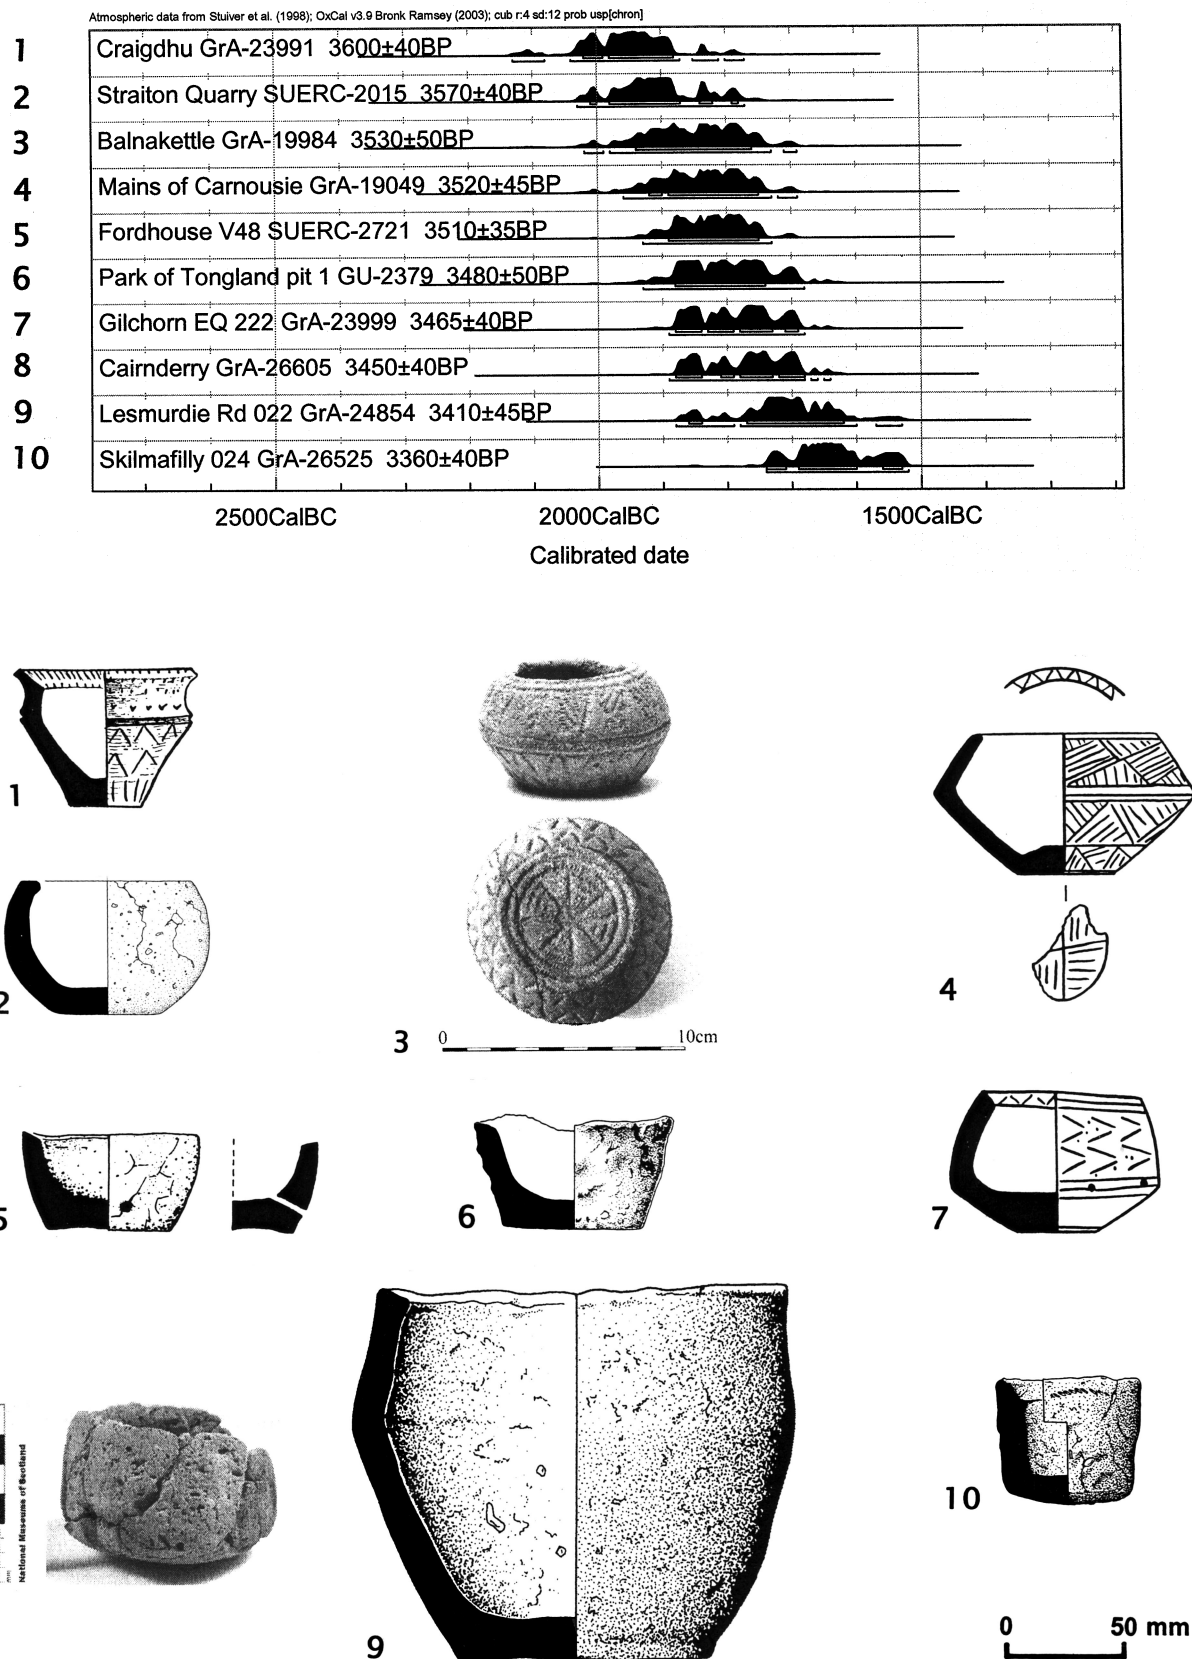 Atmospheric data from Stuiver et al. (1998); OxCal v3.9 Bronk Ramsey (2003); cub r:4 sd:12 prob usp[chron]
1 Craigdhu GrA-23991 3600±40BP
2 Straiton Quarry SUERC-2015 3570±40BP
3 Balnakettle GrA-19984 3530±50BP
4 Mains of Carnousie GrA-19049 3520±45BP
5 Fordhouse V48 SUERC-2721 3510±35BP
6 Park of Tongland pit 1 GU-2379 3480±50BP
7 Gilchorn EQ 222 GrA-23999 3465±40BP
8 Cairnderry GrA-26605 3450±40BP
9 Lesmurdie Rd 022 GrA-24854 3410±45BP
10 Skilmafilly 024 GrA-26525 3360±40BP
2500CalBC 2000CalBC 1500CalBC
Calibrated date
1
2
3
0 10cm
4
5
6
7
National Museums of Scotland
mm
9
10
0 50 mm